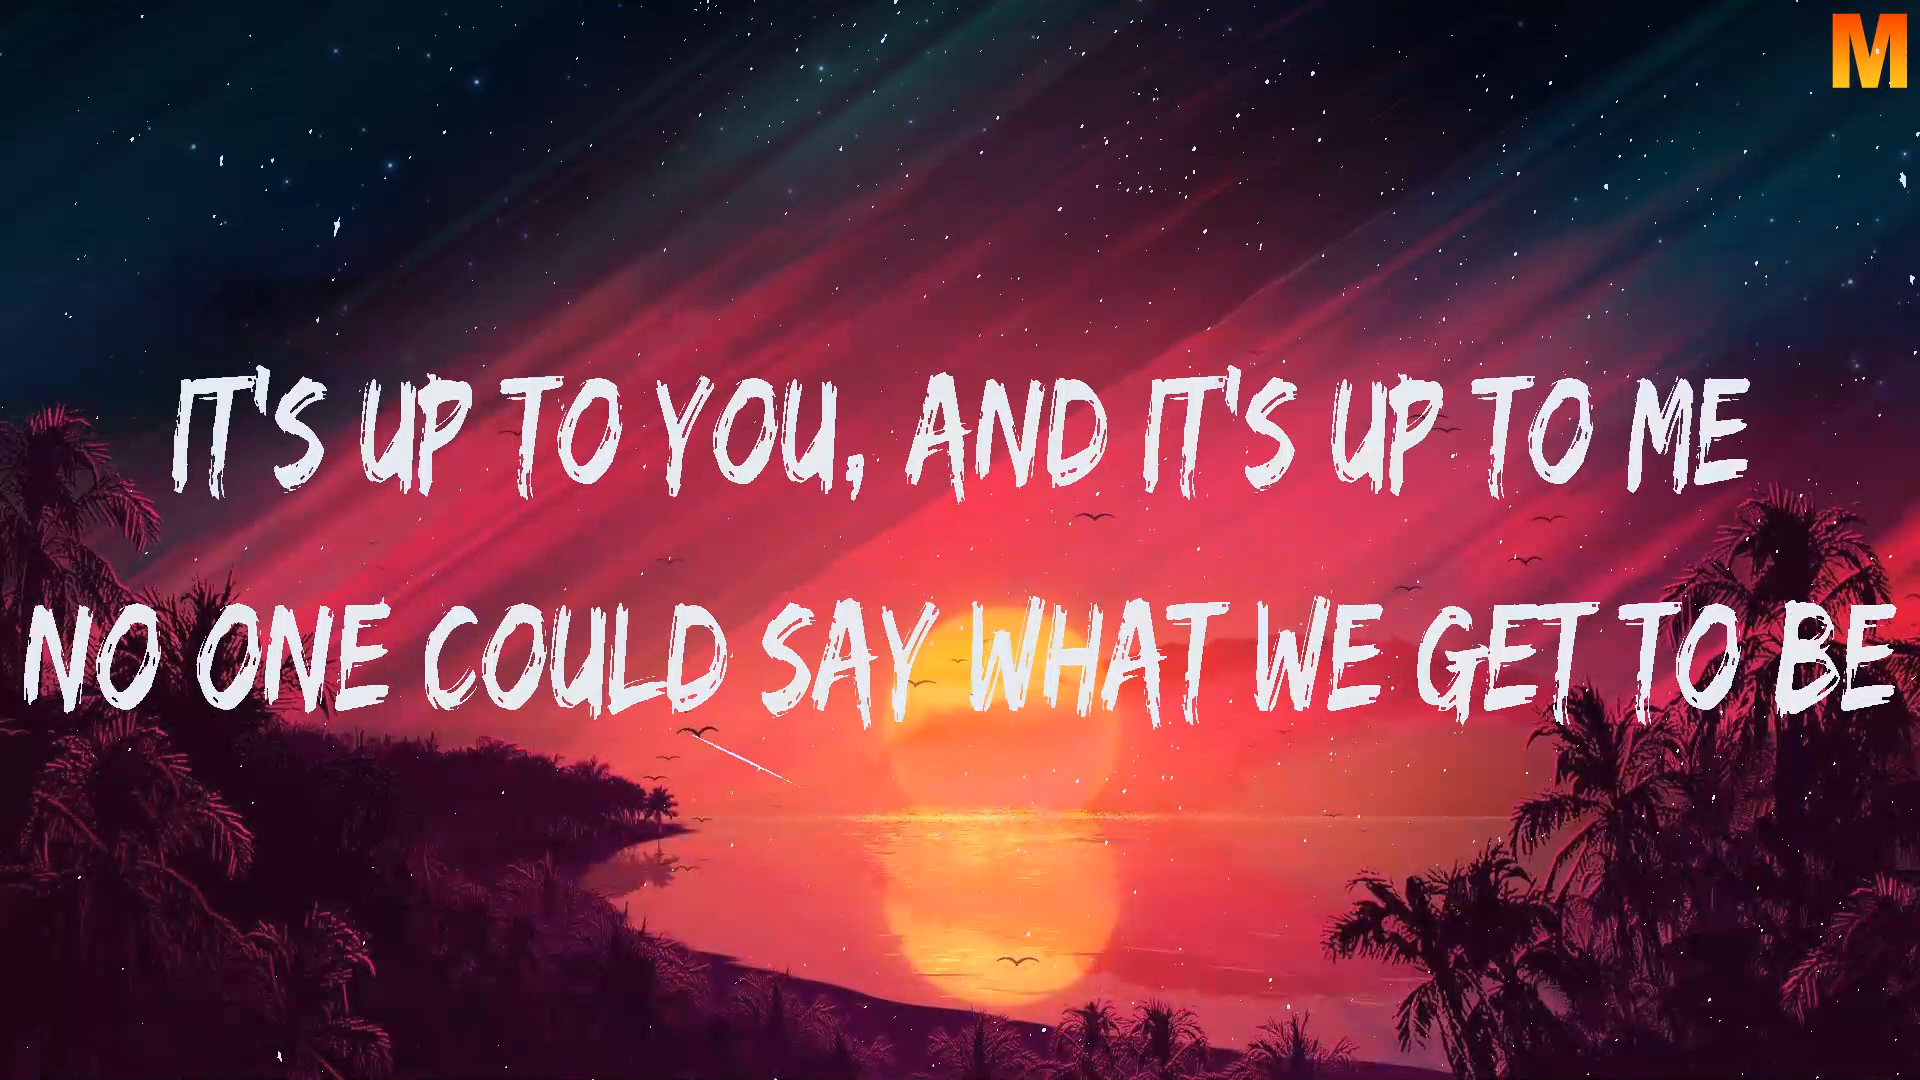 M
IT'S UP TO YOU, AND IT'S UP TO ME
NO ONE COULD SAY WHAT WE GET TO BE